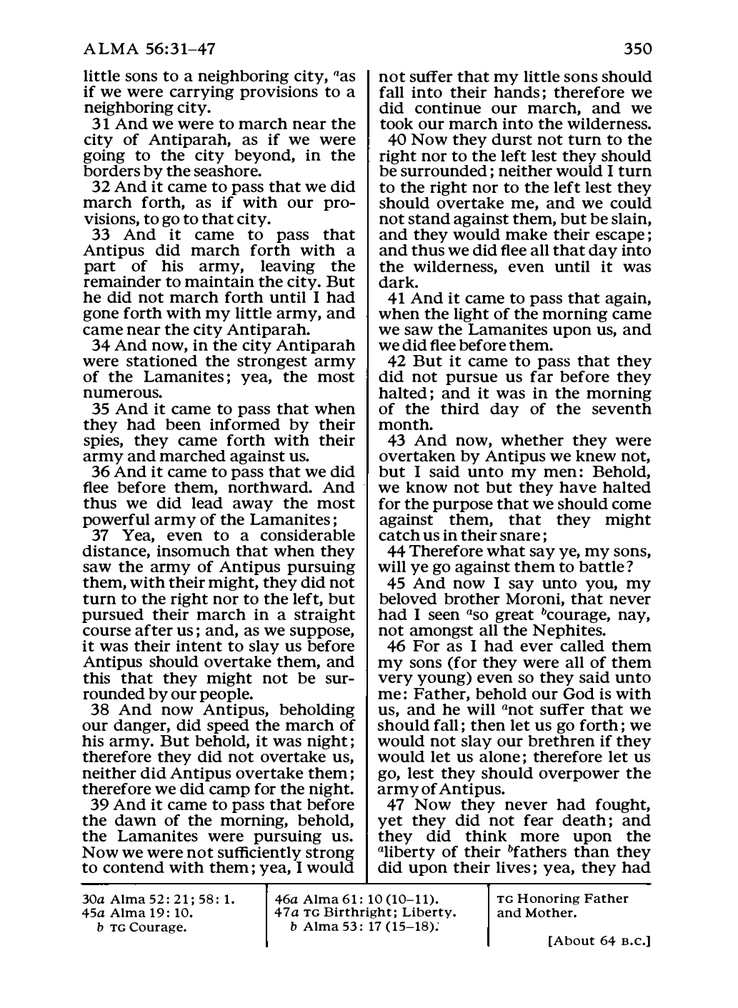 ALMA 56:31–47
350
little sons to a neighboring city, ᵃas
if we were carrying provisions to a
neighboring city.
31 And we were to march near the
city of Antiparah, as if we were
going to the city beyond, in the
borders by the seashore.
32 And it came to pass that we did
march forth, as if with our pro-
visions, to go to that city.
33 And it came to pass that
Antipus did march forth with a
part of his army, leaving the
remainder to maintain the city. But
he did not march forth until I had
gone forth with my little army, and
came near the city Antiparah.
34 And now, in the city Antiparah
were stationed the strongest army
of the Lamanites; yea, the most
numerous.
35 And it came to pass that when
they had been informed by their
spies, they came forth with their
army and marched against us.
36 And it came to pass that we did
flee before them, northward. And
thus we did lead away the most
powerful army of the Lamanites;
37 Yea, even to a considerable
distance, insomuch that when they
saw the army of Antipus pursuing
them, with their might, they did not
turn to the right nor to the left, but
pursued their march in a straight
course after us; and, as we suppose,
it was their intent to slay us before
Antipus should overtake them, and
this that they might not be sur-
rounded by our people.
38 And now Antipus, beholding
our danger, did speed the march of
his army. But behold, it was night;
therefore they did not overtake us,
neither did Antipus overtake them;
therefore we did camp for the night.
39 And it came to pass that before
the dawn of the morning, behold,
the Lamanites were pursuing us.
Now we were not sufficiently strong
to contend with them; yea, I would
not suffer that my little sons should
fall into their hands; therefore we
did continue our march, and we
took our march into the wilderness.
40 Now they durst not turn to the
right nor to the left lest they should
be surrounded; neither would I turn
to the right nor to the left lest they
should overtake me, and we could
not stand against them, but be slain,
and they would make their escape;
and thus we did flee all that day into
the wilderness, even until it was
dark.
41 And it came to pass that again,
when the light of the morning came
we saw the Lamanites upon us, and
we did flee before them.
42 But it came to pass that they
did not pursue us far before they
halted; and it was in the morning
of the third day of the seventh
month.
43 And now, whether they were
overtaken by Antipus we knew not,
but I said unto my men: Behold,
we know not but they have halted
for the purpose that we should come
against them, that they might
catch us in their snare;
44 Therefore what say ye, my sons,
will ye go against them to battle?
45 And now I say unto you, my
beloved brother Moroni, that never
had I seen ᵃso great ᵇcourage, nay,
not amongst all the Nephites.
46 For as I had ever called them
my sons (for they were all of them
very young) even so they said unto
me: Father, behold our God is with
us, and he will ᵃnot suffer that we
should fall; then let us go forth; we
would not slay our brethren if they
would let us alone; therefore let us
go, lest they should overpower the
army of Antipus.
47 Now they never had fought,
yet they did not fear death; and
they did think more upon the
ᵃliberty of their ᵇfathers than they
did upon their lives; yea, they had
30a Alma 52: 21; 58: 1.
45a Alma 19: 10.
b TG Courage.
46a Alma 61: 10 (10–11).
47a TG Birthright; Liberty.
b Alma 53: 17 (15–18).
TG Honoring Father
and Mother.
[About 64 B.C.]